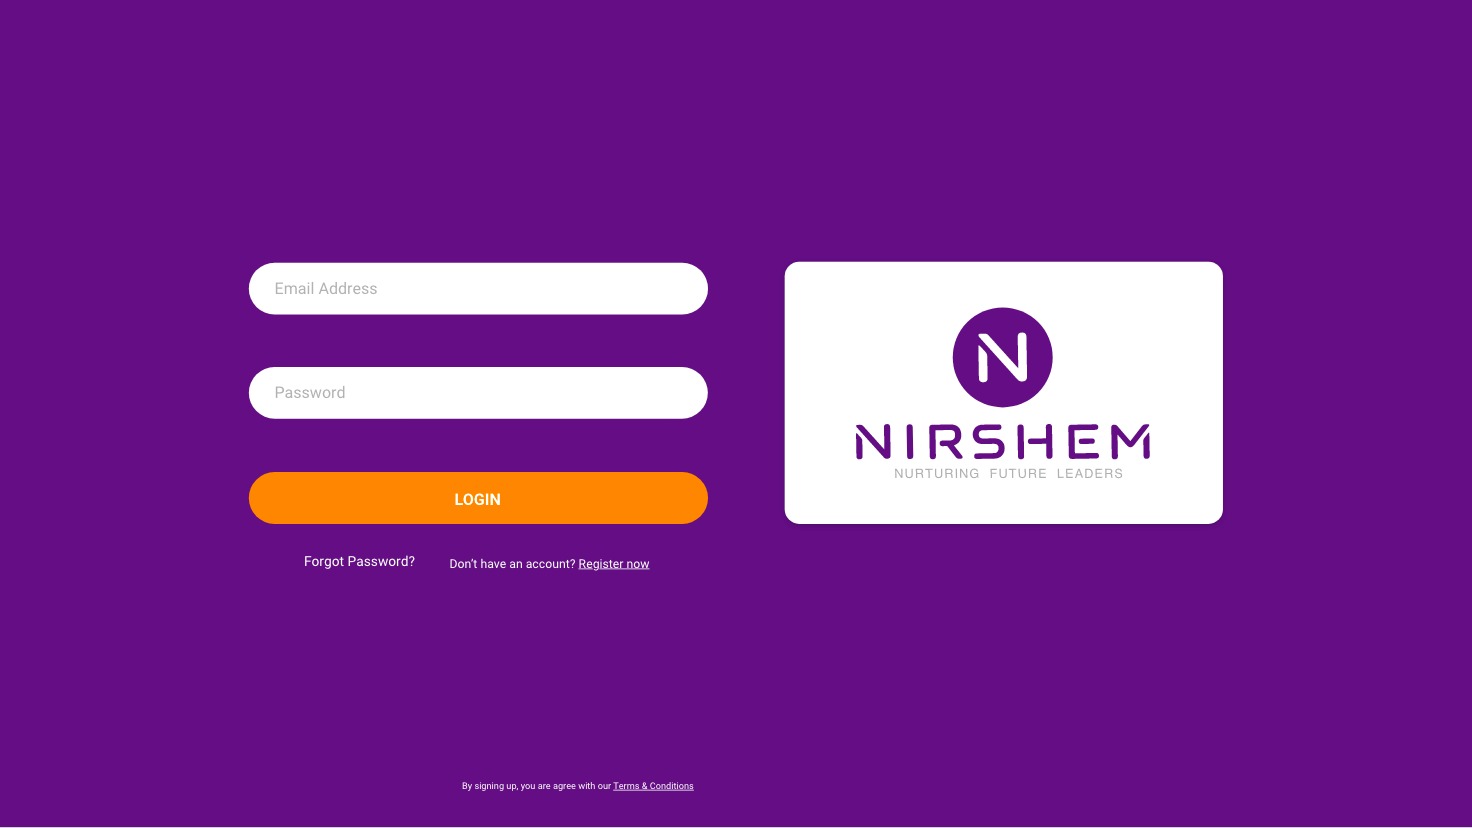 Email Address
Password
LOGIN
Forgot Password?
Don't have an account? Register now
N
NIRSHEM
NURTURING FUTURE LEADERS
By signing up, you are agree with our Terms & Conditions